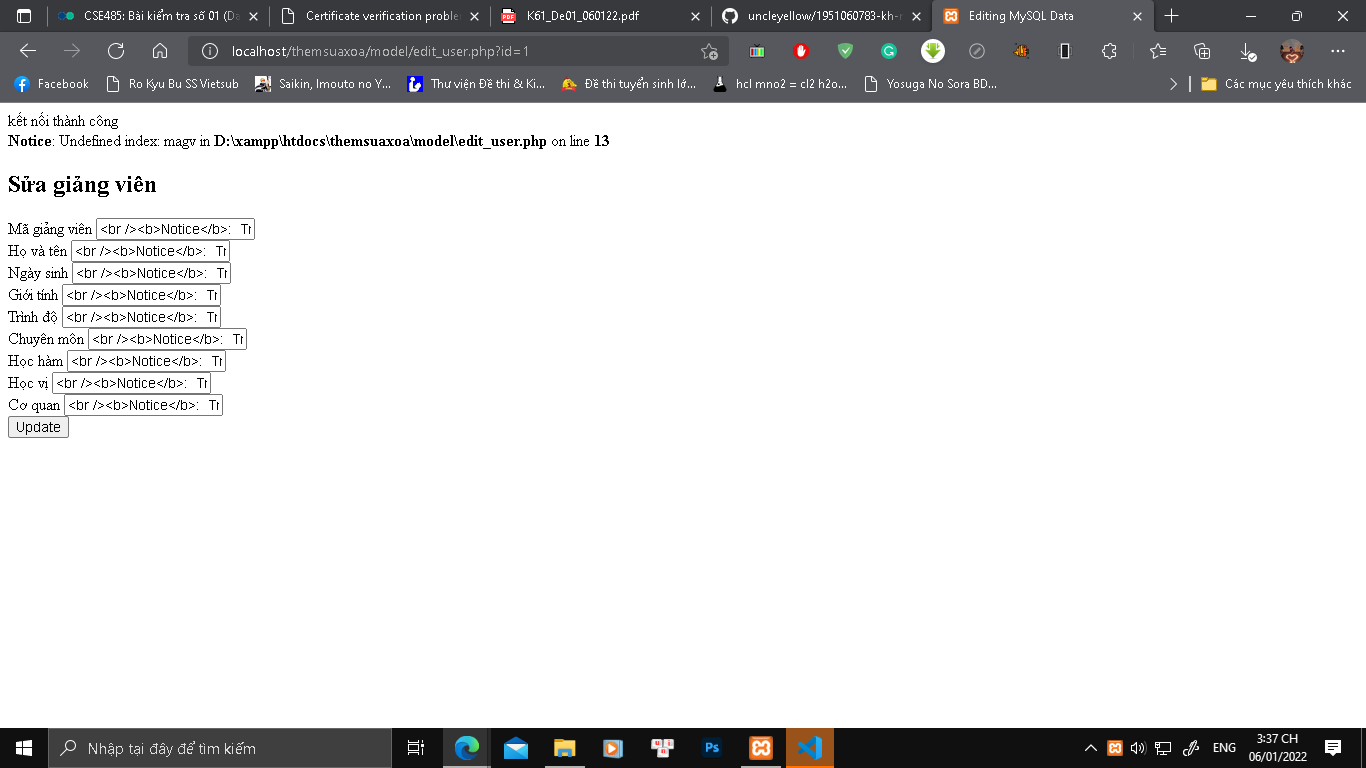 CSE485: Bài kiểm tra số 01 (Da
Certificate verification proble
K61_De01_060122.pdf
uncleyellow/1951060783-kh-
Editing MySQL Data
localhost/themsuaxoa/model/edit_user.php?id=1
Facebook
Ro Kyu Bu SS Vietsub
Saikin, Imouto no Y...
Thư viện Đề thi & Ki...
Đề thi tuyển sinh lớ...
hcl mno2 = cl2 h2o...
Yosuga No Sora BD...
Các mục yêu thích khác
kết nối thành công
Notice: Undefined index: magv in D:\xampp\htdocs\themsuaxoa\model\edit_user.php on line 13
Sửa giảng viên
Mã giảng viên <br /><b>Notice</b>: Tr
Họ và tên <br /><b>Notice</b>: Tr
Ngày sinh <br /><b>Notice</b>: Tr
Giới tính <br /><b>Notice</b>: Tr
Trình độ <br /><b>Notice</b>: Tr
Chuyên môn <br /><b>Notice</b>: Tr
Học hàm <br /><b>Notice</b>: Tr
Học vị <br /><b>Notice</b>: Tr
Cơ quan <br /><b>Notice</b>: Tr
Update
Nhập tại đây để tìm kiếm
Ps
ENG
3:37 CH
06/01/2022